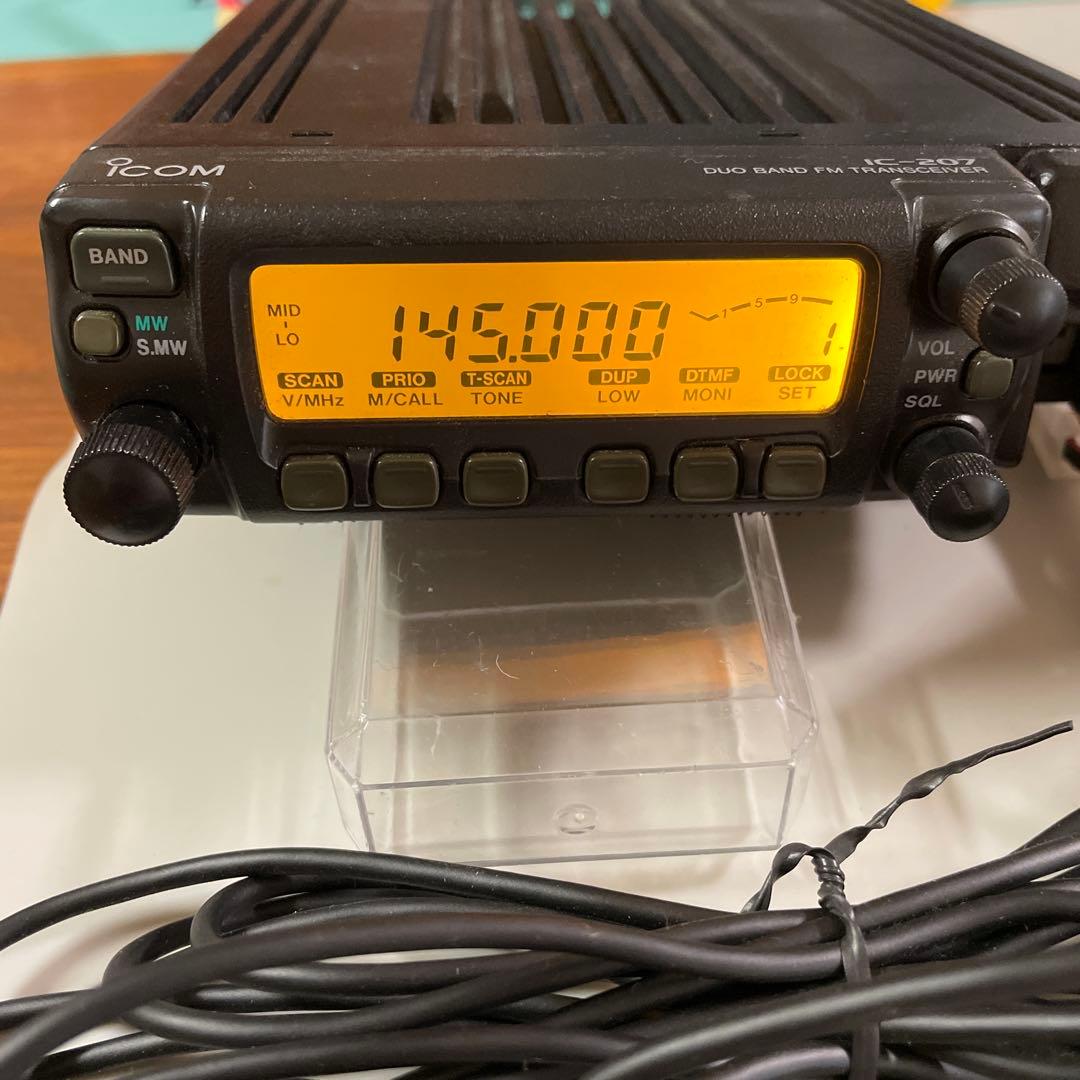 ICOM
IC-207
DUO BAND FM TRANSCEIVER
BAND
MW
S.MW
MID
LO
145.000
1 5 9
1
SCAN PRIO T-SCAN DUP DTMF LOCK
V/MHz M/CALL TONE LOW MONI SET
VOL
PWR
SQL